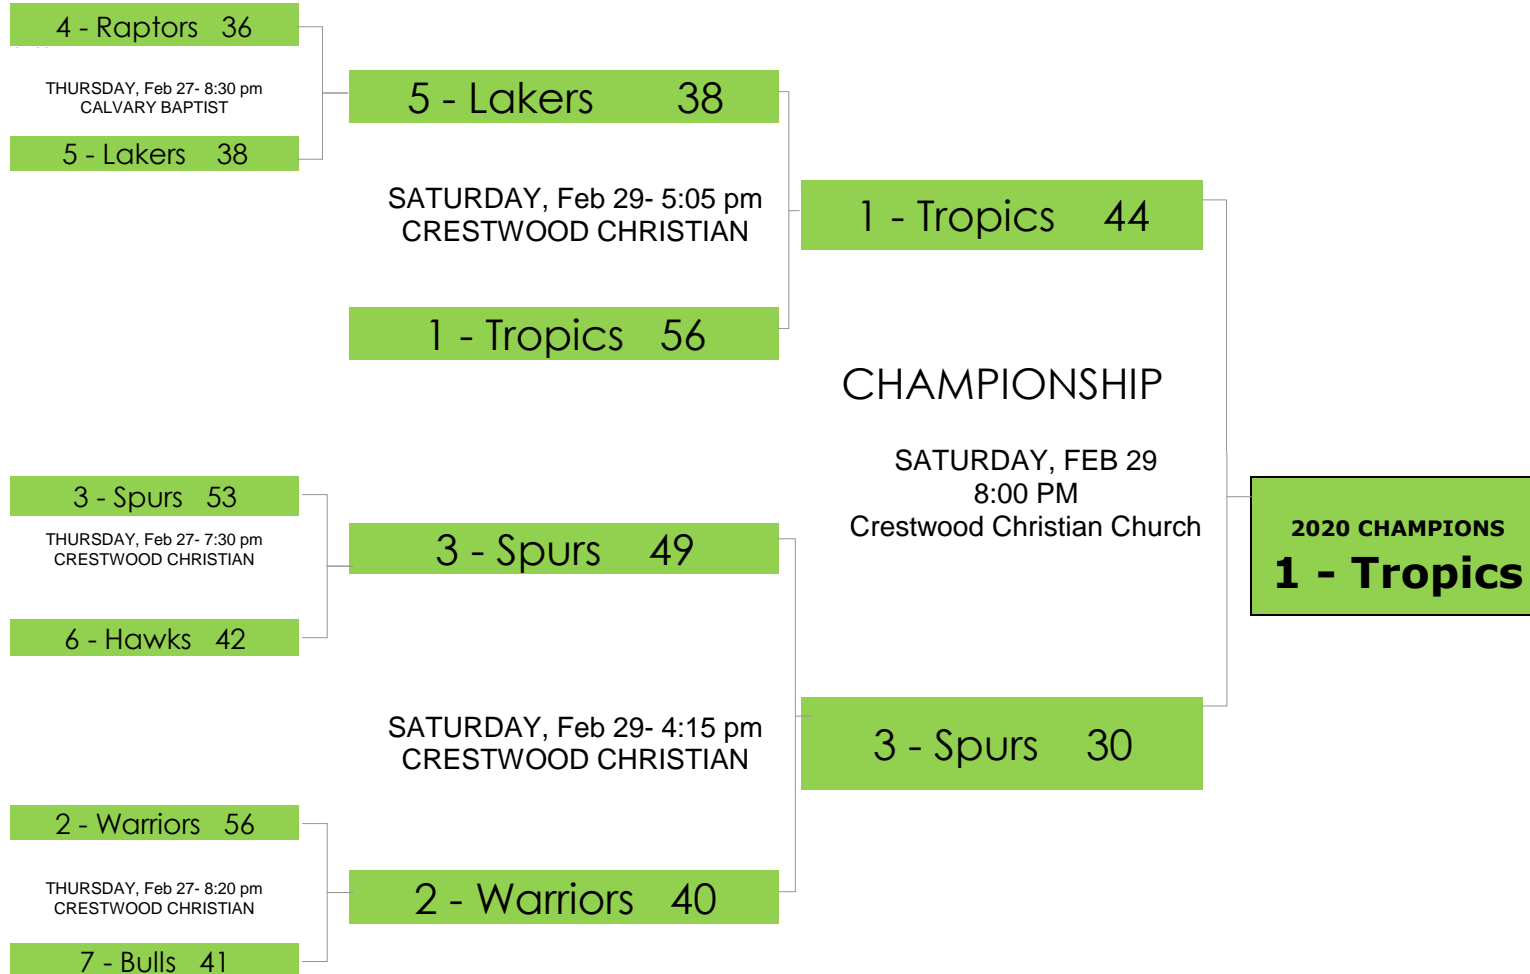 4 - Raptors 36
THURSDAY, Feb 27- 8:30 pm
CALVARY BAPTIST
5 - Lakers 38
5 - Lakers 38
SATURDAY, Feb 29- 5:05 pm
CRESTWOOD CHRISTIAN
1 - Tropics 56
1 - Tropics 44
CHAMPIONSHIP
SATURDAY, FEB 29
8:00 PM
Crestwood Christian Church
3 - Spurs 53
THURSDAY, Feb 27- 7:30 pm
CRESTWOOD CHRISTIAN
6 - Hawks 42
3 - Spurs 49
SATURDAY, Feb 29- 4:15 pm
CRESTWOOD CHRISTIAN
2 - Warriors 56
THURSDAY, Feb 27- 8:20 pm
CRESTWOOD CHRISTIAN
7 - Bulls 41
2 - Warriors 40
3 - Spurs 30
2020 CHAMPIONS
1 - Tropics